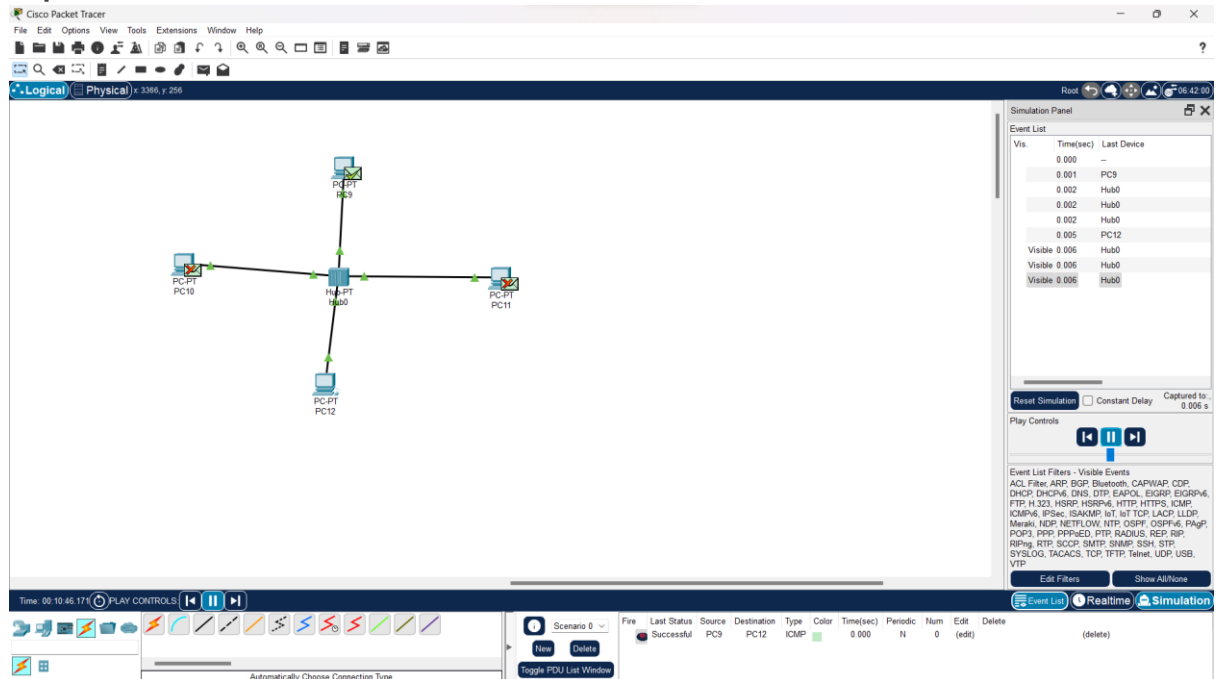 Cisco Packet Tracer
File Edit Options View Tools Extensions Window Help
?
Logical Physical x: 3366, y: 256
Root 06:42:00
PC-PT
PC9
PC-PT
PC10
Hub-PT
Hub0
PC-PT
PC11
PC-PT
PC12
Simulation Panel
Event List
Vis. Time(sec) Last Device
0.000 --
0.001 PC9
0.002 Hub0
0.002 Hub0
0.002 Hub0
0.005 PC12
Visible 0.006 Hub0
Visible 0.006 Hub0
Visible 0.006 Hub0
Reset Simulation Constant Delay Captured to:
0.006 s
Play Controls
Event List Filters - Visible Events
ACL Filter, ARP, BGP, Bluetooth, CAPWAP, CDP,
DHCP, DHCPv6, DNS, DTP, EAPOL, EIGRP, EIGRPv6,
FTP, H.323, HSRP, HSRPv6, HTTP, HTTPS, ICMP,
ICMPv6, IPSec, ISAKMP, IoT, IoT TCP, LACP, LLDP,
Meraki, NDP, NETFLOW, NTP, OSPF, OSPFv6, PAgP,
POP3, PPP, PPPoED, PTP, RADIUS, REP, RIP,
RIPng, RTP, SCCP, SMTP, SNMP, SSH, STP,
SYSLOG, TACACS, TCP, TFTP, Telnet, UDP, USB,
VTP
Edit Filters Show All/None
Time: 00:10:46.171 PLAY CONTROLS:
Event List Realtime Simulation
Automatically Choose Connection Type
Scenario 0
New Delete
Toggle PDU List Window
Fire Last Status Source Destination Type Color Time(sec) Periodic Num Edit Delete
Successful PC9 PC12 ICMP 0.000 N 0 (edit) (delete)